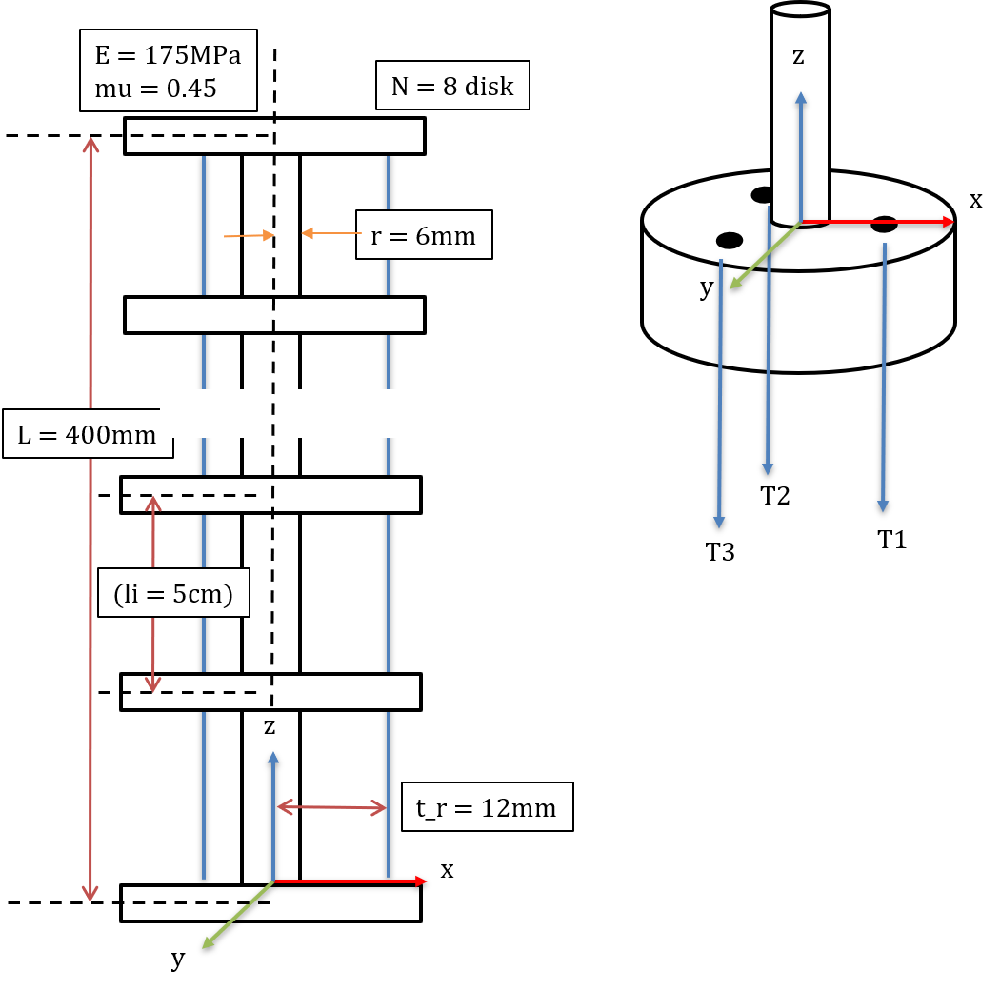 E = 175MPa
mu = 0.45
N = 8 disk
r = 6mm
L = 400mm
(li = 5cm)
z
t_r = 12mm
x
y
z
x
y
T2
T1
T3